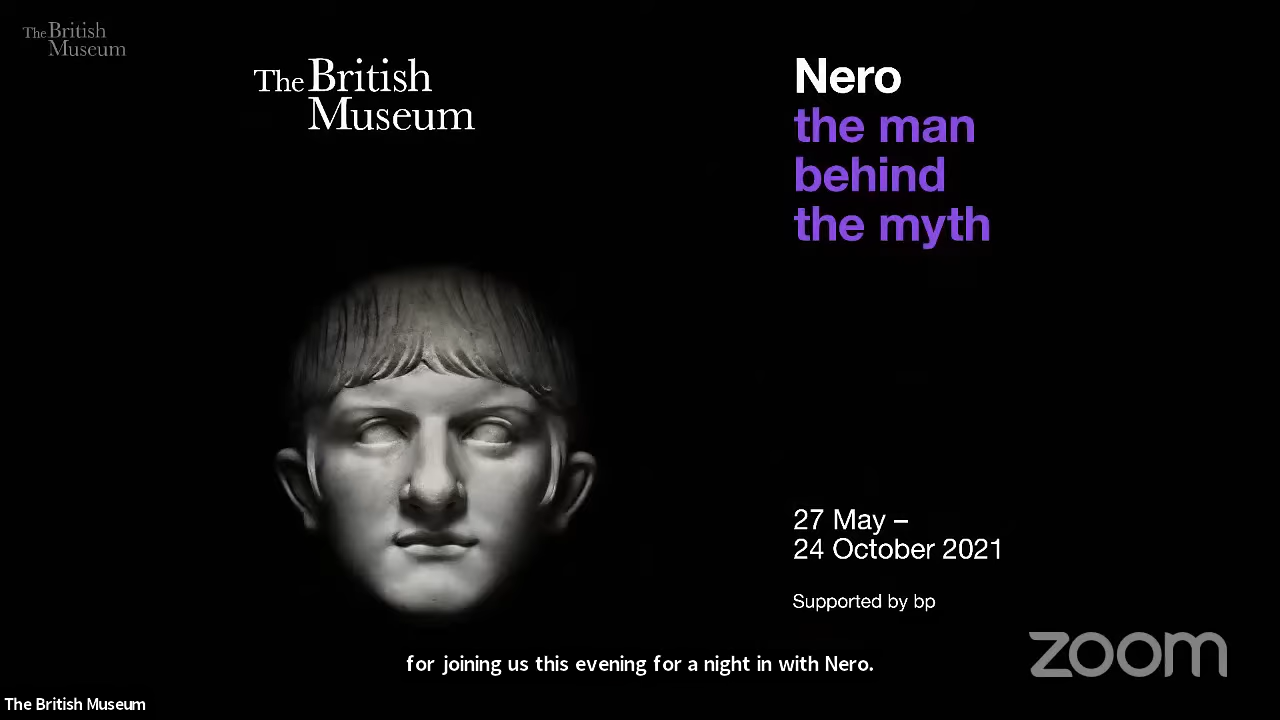 The British
Museum
The British
Museum
Nero
the man
behind
the myth
27 May –
24 October 2021
Supported by bp
for joining us this evening for a night in with Nero.
zoom
The British Museum